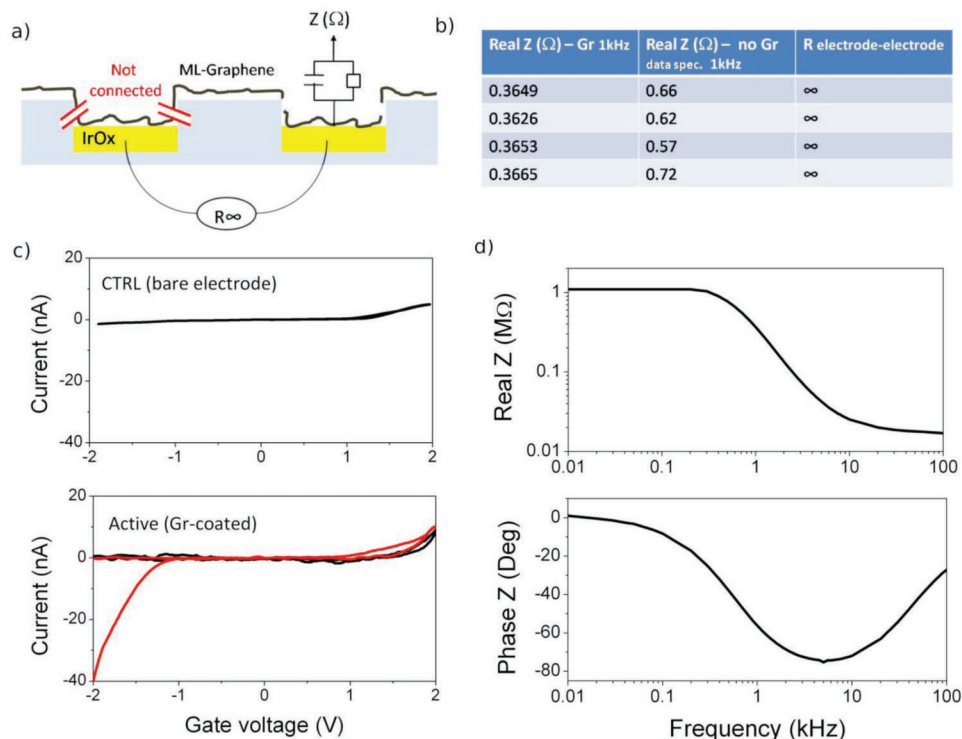 a)
Z (Ω)
Not
connected
ML-Graphene
IrOx
R∞
b)
Real Z (Ω) – Gr 1kHz
Real Z (Ω) – no Gr
data spec. 1kHz
R electrode-electrode
0.3649 0.66 ∞
0.3626 0.62 ∞
0.3653 0.57 ∞
0.3665 0.72 ∞
c)
CTRL (bare electrode)
Current (nA)
20
0
-20
-40
-2 -1 0 1 2
Active (Gr-coated)
Current (nA)
20
0
-20
-40
-2 -1 0 1 2
Gate voltage (V)
d)
Real Z (MΩ)
1
0.1
0.01
0.01 0.1 1 10 100
Phase Z (Deg)
0
-20
-40
-60
-80
0.01 0.1 1 10 100
Frequency (kHz)